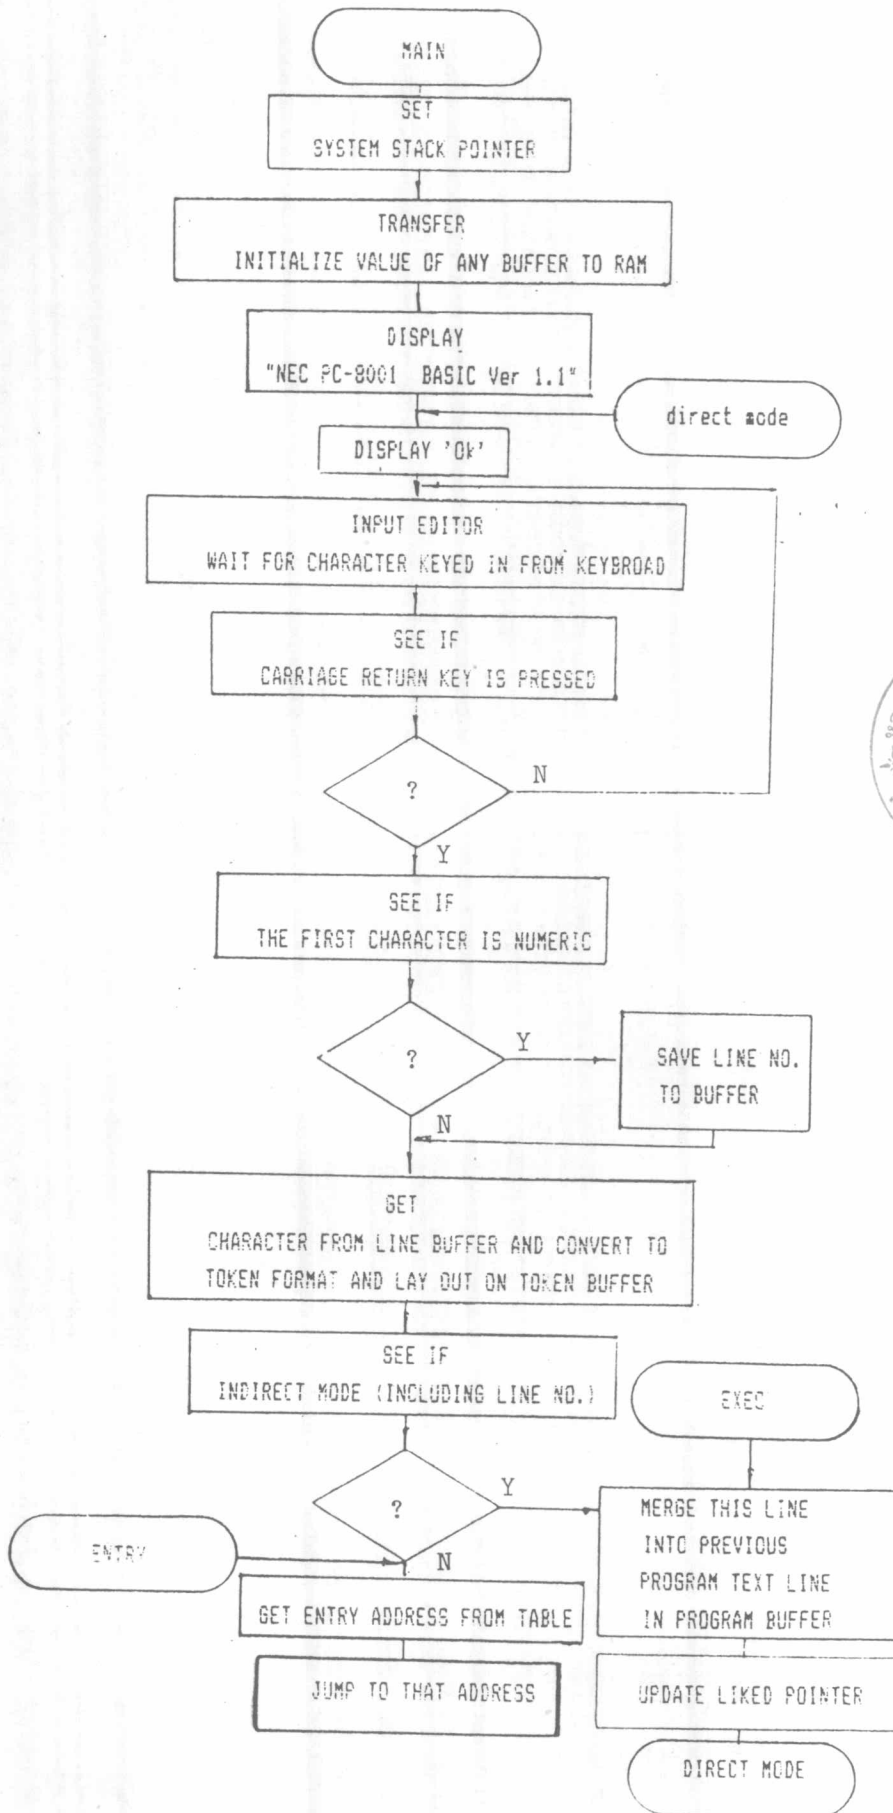 MAIN
SET
SYSTEM STACK POINTER
TRANSFER
INITIALIZE VALUE OF ANY BUFFER TO RAM
DISPLAY
"NEC PC-8001 BASIC Ver 1.1"
direct mode
DISPLAY 'Ok'
INPUT EDITOR
WAIT FOR CHARACTER KEYED IN FROM KEYBROAD
SEE IF
CARRIAGE RETURN KEY IS PRESSED
?
N
Y
SEE IF
THE FIRST CHARACTER IS NUMERIC
?
Y
SAVE LINE NO.
TO BUFFER
N
GET
CHARACTER FROM LINE BUFFER AND CONVERT TO
TOKEN FORMAT AND LAY OUT ON TOKEN BUFFER
SEE IF
INDIRECT MODE (INCLUDING LINE NO.)
EXEC
?
Y
MERGE THIS LINE
INTO PREVIOUS
PROGRAM TEXT LINE
IN PROGRAM BUFFER
ENTRY
N
GET ENTRY ADDRESS FROM TABLE
JUMP TO THAT ADDRESS
UPDATE LIKED POINTER
DIRECT MODE